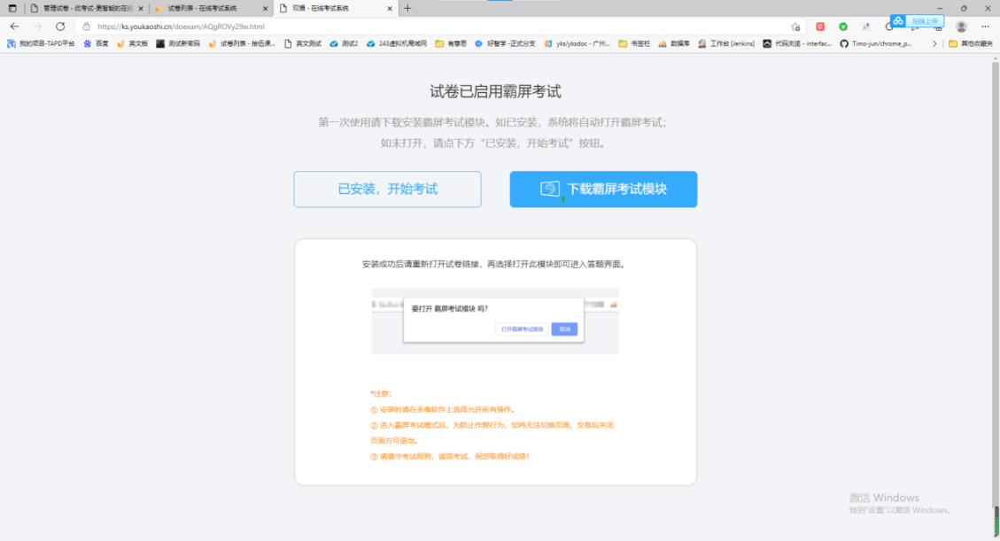 管理试卷 - 优考试-更智能的在线
试卷列表 - 在线考试系统
双摄 - 在线考试系统
https://ks.youkaoshi.cn/doexam/AQgROVy29w.html
拖拽上传
我的项目-TAPD平台
百度
英文版
测试新密码
试卷列表 - 拾伍课...
英文测试
测试2
243虚拟机局域网
有意思
好智学 -正式分支
yks/yksdoc - 广州...
书签栏
数据库
工作台 [Jenkins]
代码浏览 - interfac...
Timo-jun/chrome_p...
其他收藏夹
试卷已启用霸屏考试
第一次使用请下载安装霸屏考试模块。如已安装，系统将自动打开霸屏考试；
如未打开，请点下方“已安装，开始考试”按钮。
已安装，开始考试
下载霸屏考试模块
安装成功后请重新打开试卷链接，再选择打开此模块即可进入答题界面。
要打开 霸屏考试模块 吗?
打开霸屏考试模块
取消
*注意：
① 安装时请在杀毒软件上选择允许所有操作。
② 进入霸屏考试模式后，为防止作弊行为，您将无法切换页面，交卷后关闭
页面方可退出。
③ 请遵守考试规则，诚信考试，祝您取得好成绩！
激活 Windows
转到"设置"以激活 Windows。